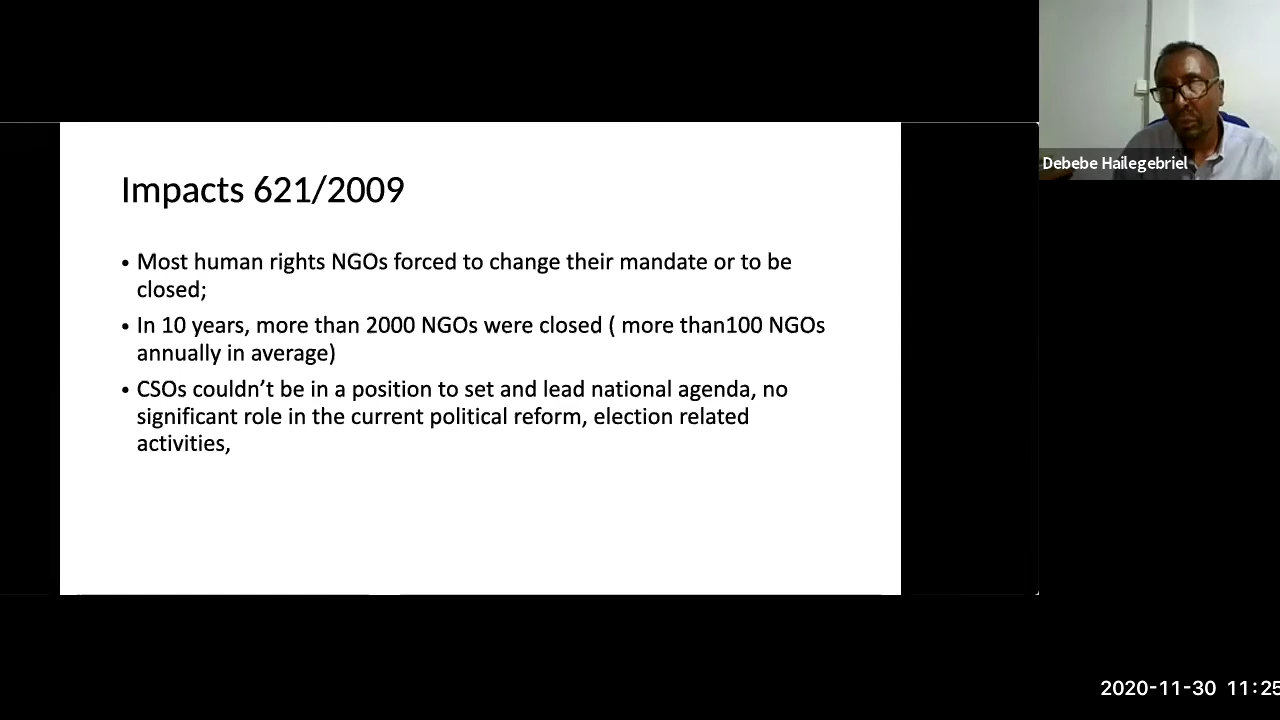 Impacts 621/2009
• Most human rights NGOs forced to change their mandate or to be
closed;
• In 10 years, more than 2000 NGOs were closed ( more than100 NGOs
annually in average)
• CSOs couldn’t be in a position to set and lead national agenda, no
significant role in the current political reform, election related
activities,
Debebe Hailegebriel
2020-11-30 11:25